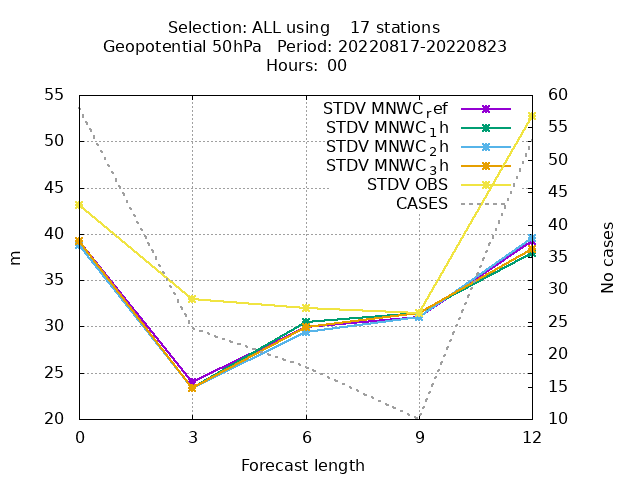 Selection: ALL using    17 stations
Geopotential 50hPa   Period: 20220817-20220823
Hours: 00
STDV MNWC_ref
STDV MNWC_1h
STDV MNWC_2h
STDV MNWC_3h
STDV OBS
CASES
55
50
45
40
35
30
25
20
m
60
55
50
45
40
35
30
25
20
15
10
No cases
0 3 6 9 12
Forecast length